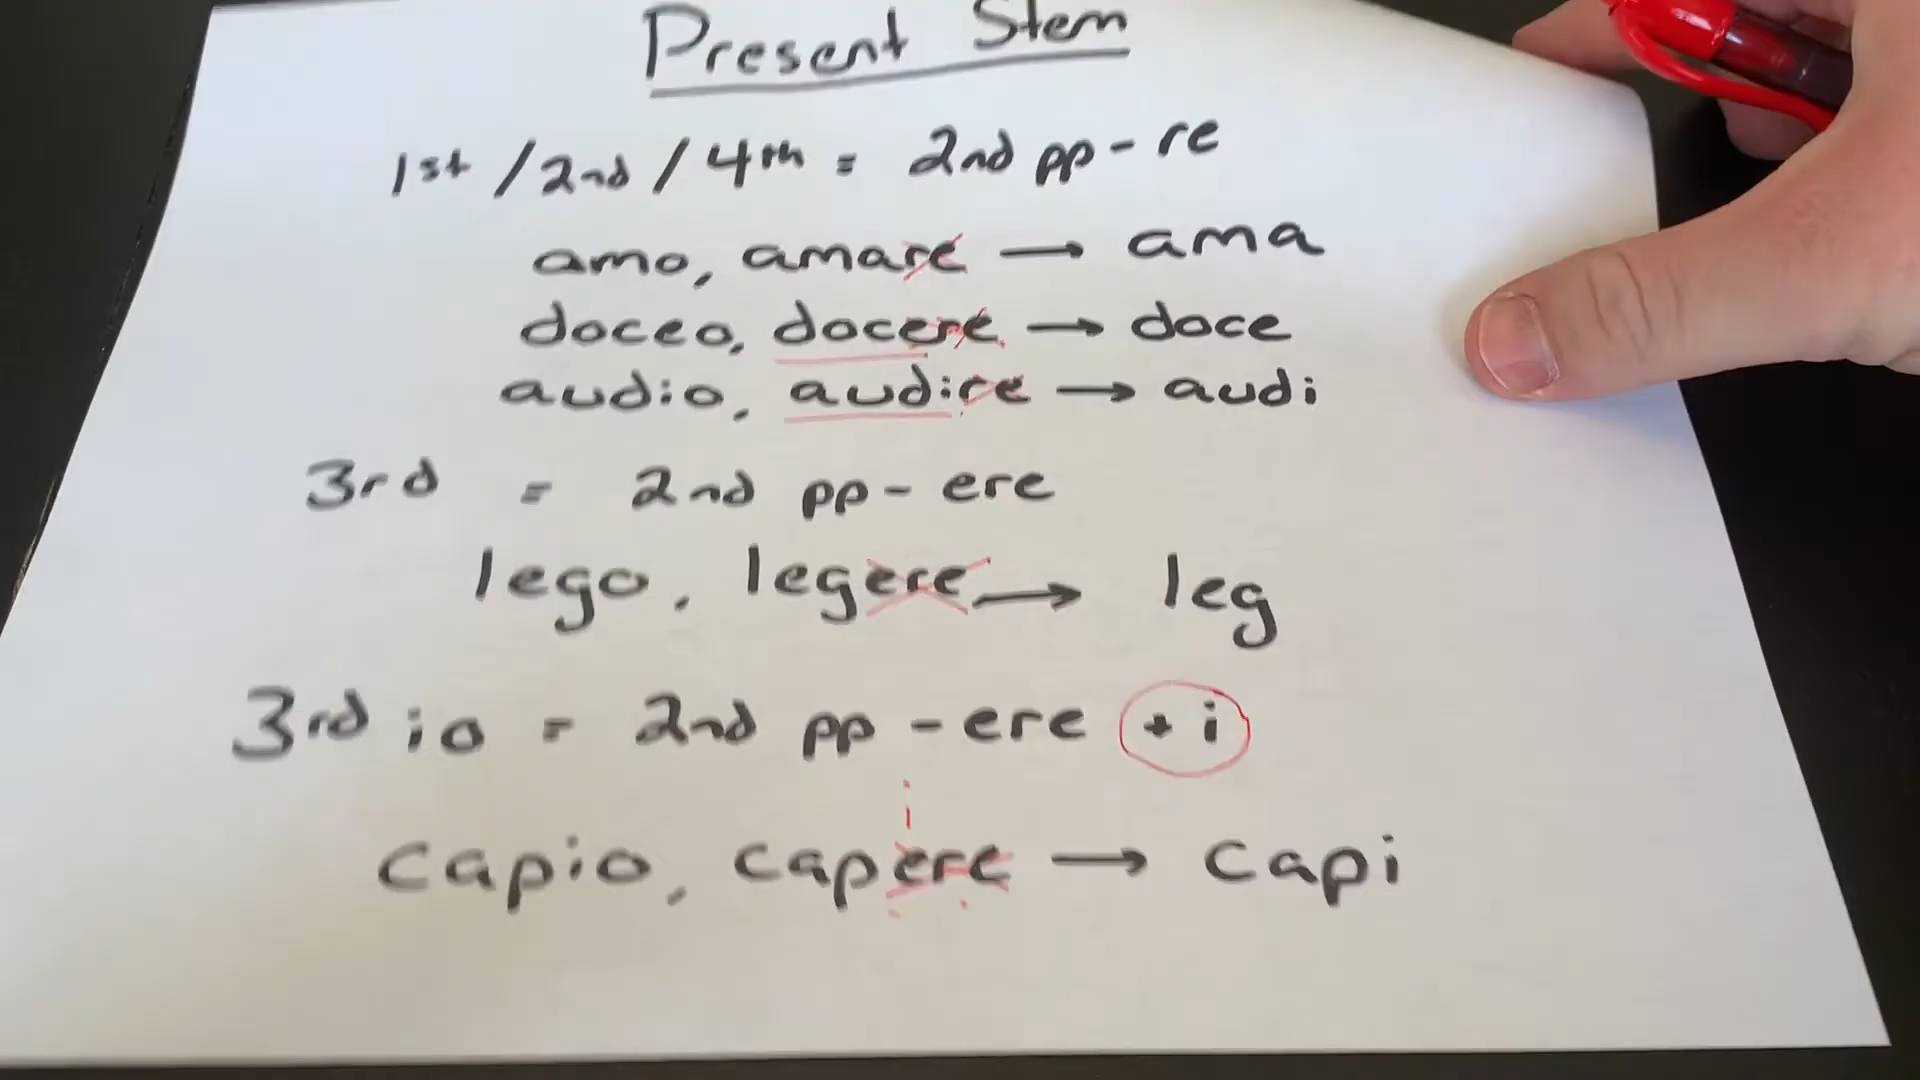 Present Stem
1st / 2nd / 4th = 2nd pp - re
amo, amare → ama
doceo, docere → doce
audio, audire → audi
3rd = 2nd pp - ere
lego, legere → leg
3rd io = 2nd pp - ere + i
i
capio, capere → capi